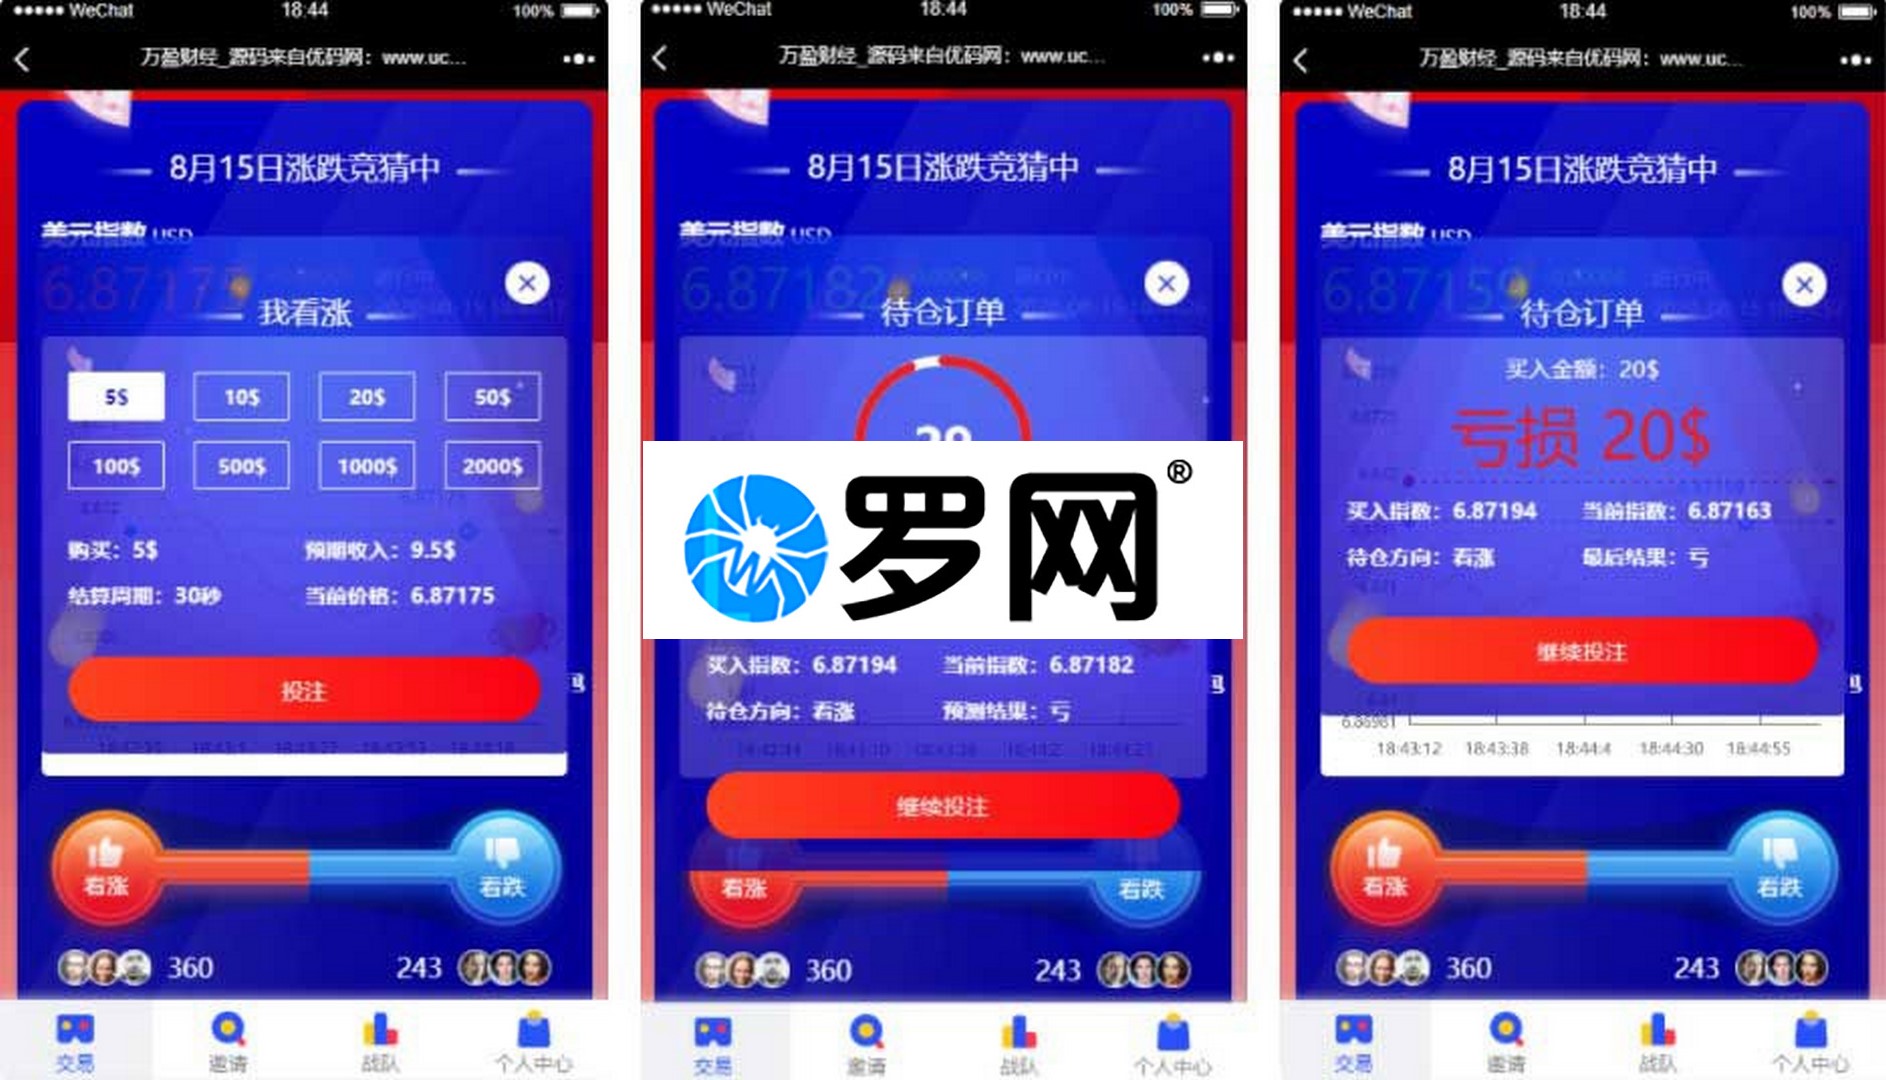 WeChat 18:44 100%
万盈财经_源码来自优码网：www.uc...
8月15日涨跌竞猜中
美元指数 USD
6.87175
我看涨
5$ 10$ 20$ 50$
100$ 500$ 1000$ 2000$
购买：5$ 预期收入：9.5$
结算周期：30秒 当前价格：6.87175
投注
看涨 看跌
360 243
交易 邀请 战队 个人中心
WeChat 18:44 100%
万盈财经_源码来自优码网：www.uc...
8月15日涨跌竞猜中
美元指数 USD
6.87182
待仓订单
罗网®
买入指数：6.87194 当前指数：6.87182
待仓方向：看涨 预测结果：亏
继续投注
看涨 看跌
360 243
交易 邀请 战队 个人中心
WeChat 18:44 100%
万盈财经_源码来自优码网：www.uc...
8月15日涨跌竞猜中
美元指数 USD
6.87159
待仓订单
买入金额：20$
亏损 20$
买入指数：6.87194 当前指数：6.87163
待仓方向：看涨 最后结果：亏
继续投注
6.86981
18:43:12 18:43:38 18:44:4 18:44:30 18:44:55
看涨 看跌
360 243
交易 邀请 战队 个人中心